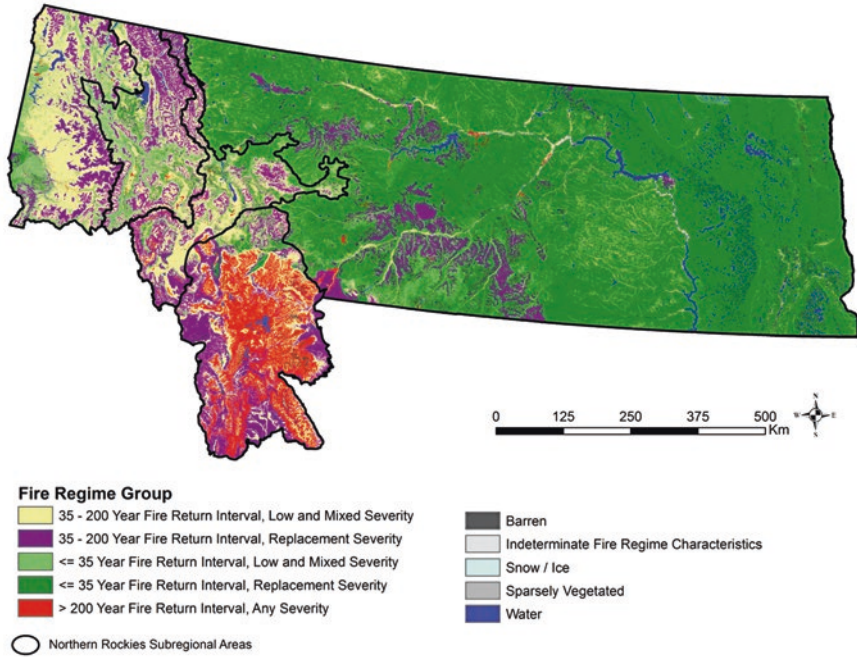 N
W E
0 125 250 375 500
Km
Fire Regime Group
35 - 200 Year Fire Return Interval, Low and Mixed Severity
35 - 200 Year Fire Return Interval, Replacement Severity
<= 35 Year Fire Return Interval, Low and Mixed Severity
<= 35 Year Fire Return Interval, Replacement Severity
> 200 Year Fire Return Interval, Any Severity
Northern Rockies Subregional Areas
Barren
Indeterminate Fire Regime Characteristics
Snow / Ice
Sparsely Vegetated
Water